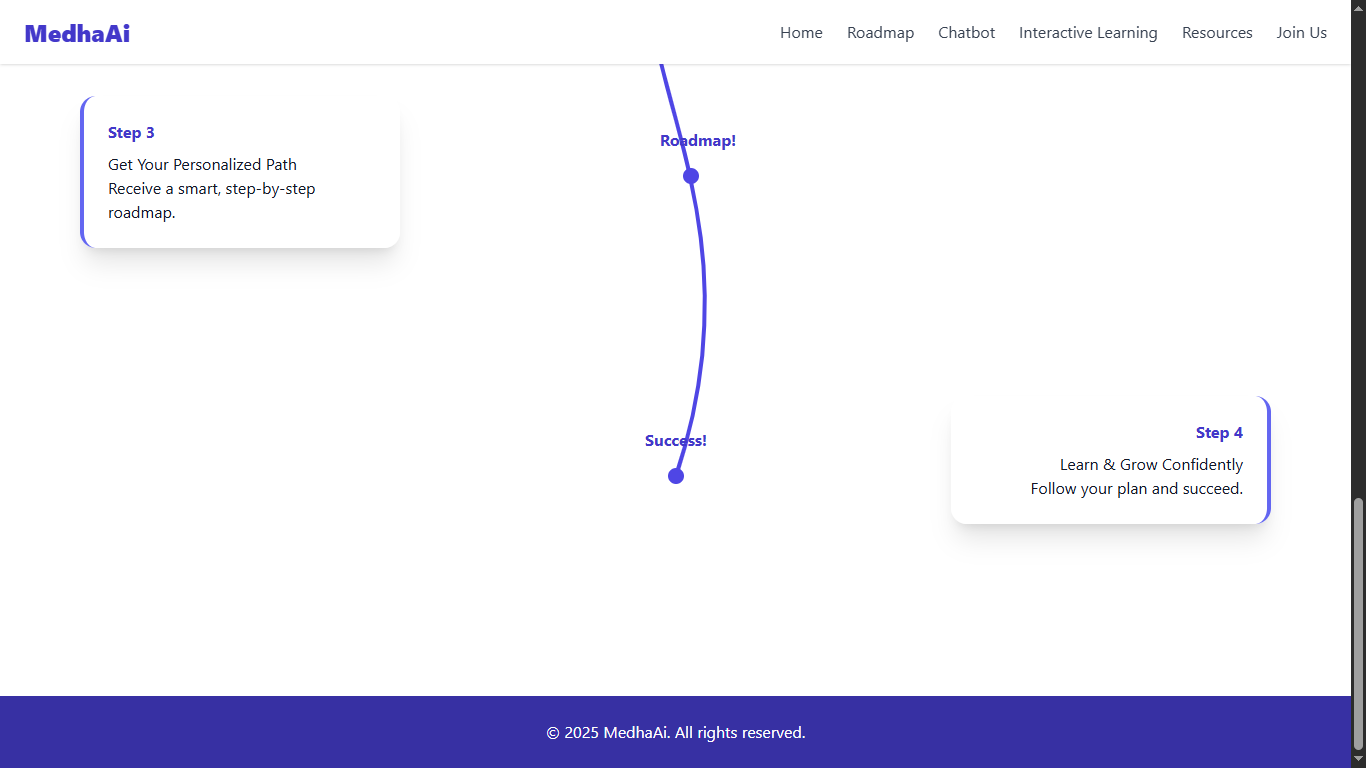 MedhaAi
Home
Roadmap
Chatbot
Interactive Learning
Resources
Join Us
Step 3
Get Your Personalized Path
Receive a smart, step-by-step
roadmap.
Roadmap!
Success!
Step 4
Learn & Grow Confidently
Follow your plan and succeed.
© 2025 MedhaAi. All rights reserved.